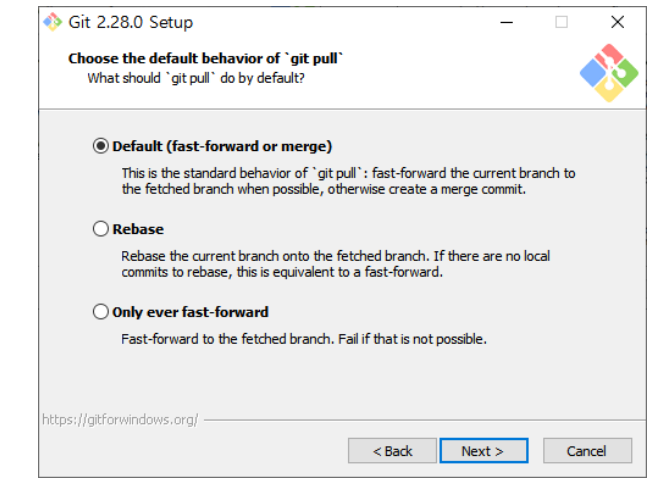 Git 2.28.0 Setup
Choose the default behavior of `git pull`
What should `git pull` do by default?
Default (fast-forward or merge)
This is the standard behavior of `git pull`: fast-forward the current branch to
the fetched branch when possible, otherwise create a merge commit.
Rebase
Rebase the current branch onto the fetched branch. If there are no local
commits to rebase, this is equivalent to a fast-forward.
Only ever fast-forward
Fast-forward to the fetched branch. Fail if that is not possible.
https://gitforwindows.org/
< Back
Next >
Cancel